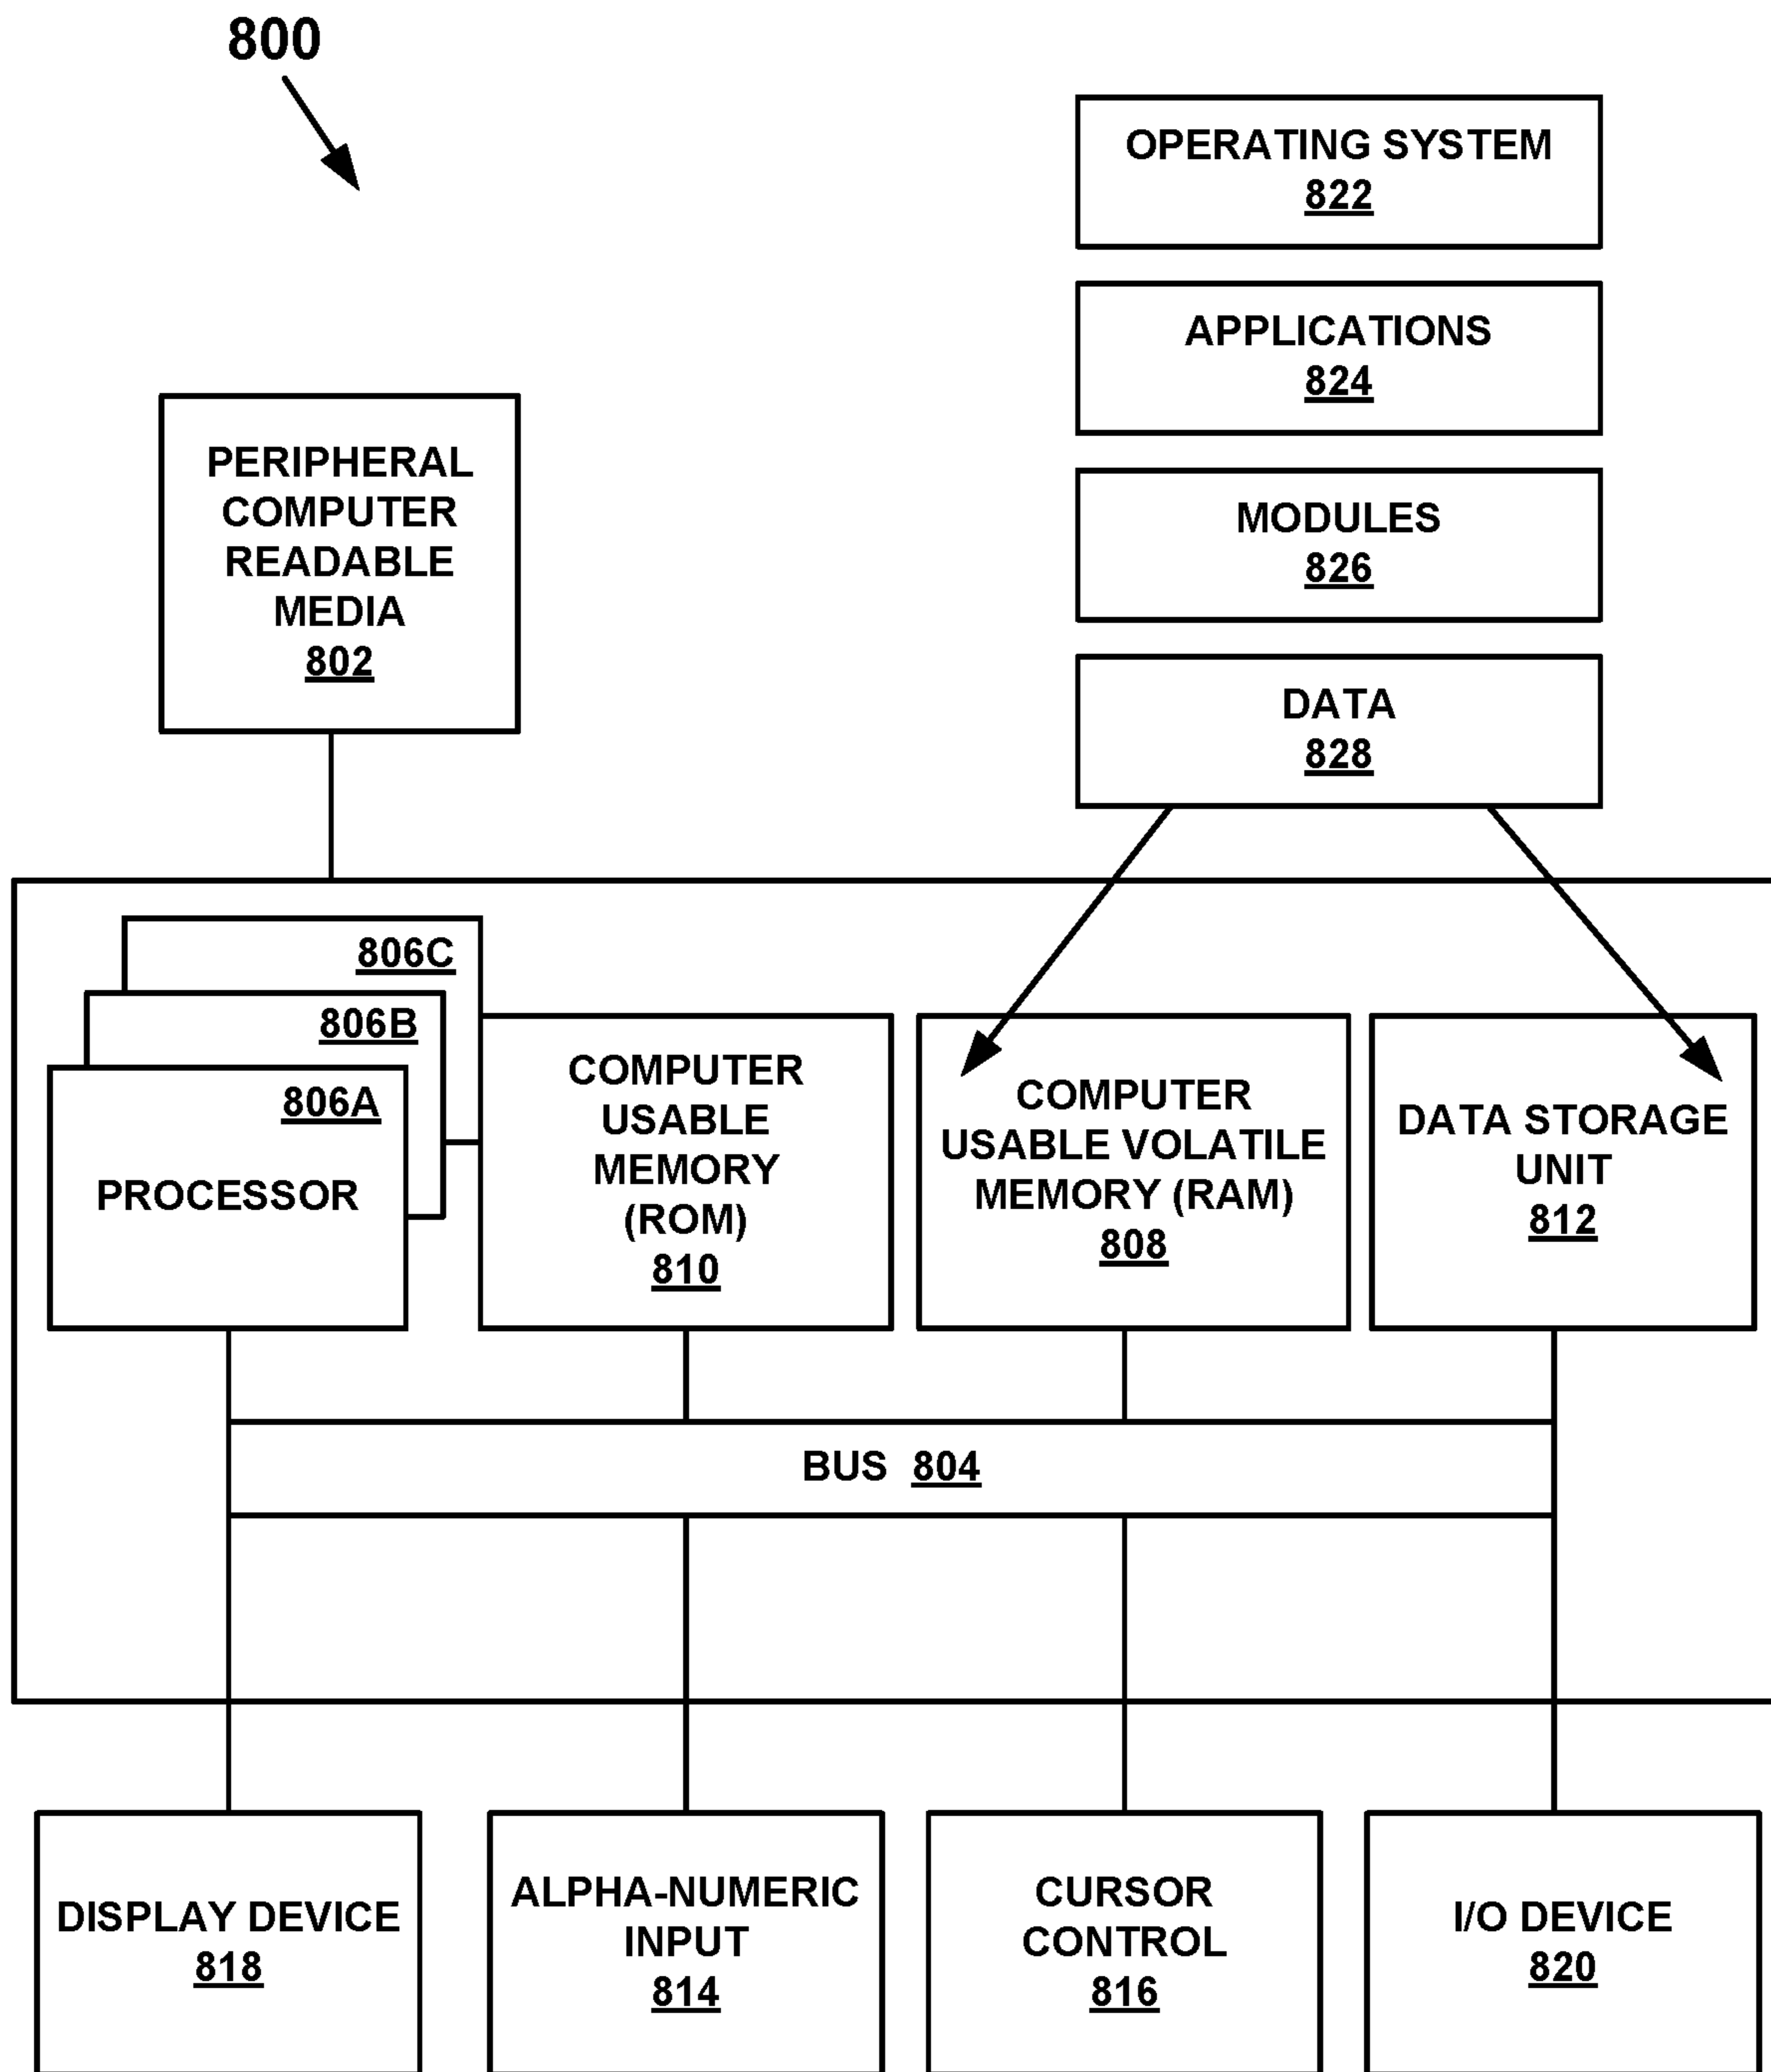 800
OPERATING SYSTEM
822
APPLICATIONS
824
MODULES
826
DATA
828
PERIPHERAL
COMPUTER
READABLE
MEDIA
802
806C
806B
806A
PROCESSOR
COMPUTER
USABLE
MEMORY
(ROM)
810
COMPUTER
USABLE VOLATILE
MEMORY (RAM)
808
DATA STORAGE
UNIT
812
BUS 804
DISPLAY DEVICE
818
ALPHA-NUMERIC
INPUT
814
CURSOR
CONTROL
816
I/O DEVICE
820